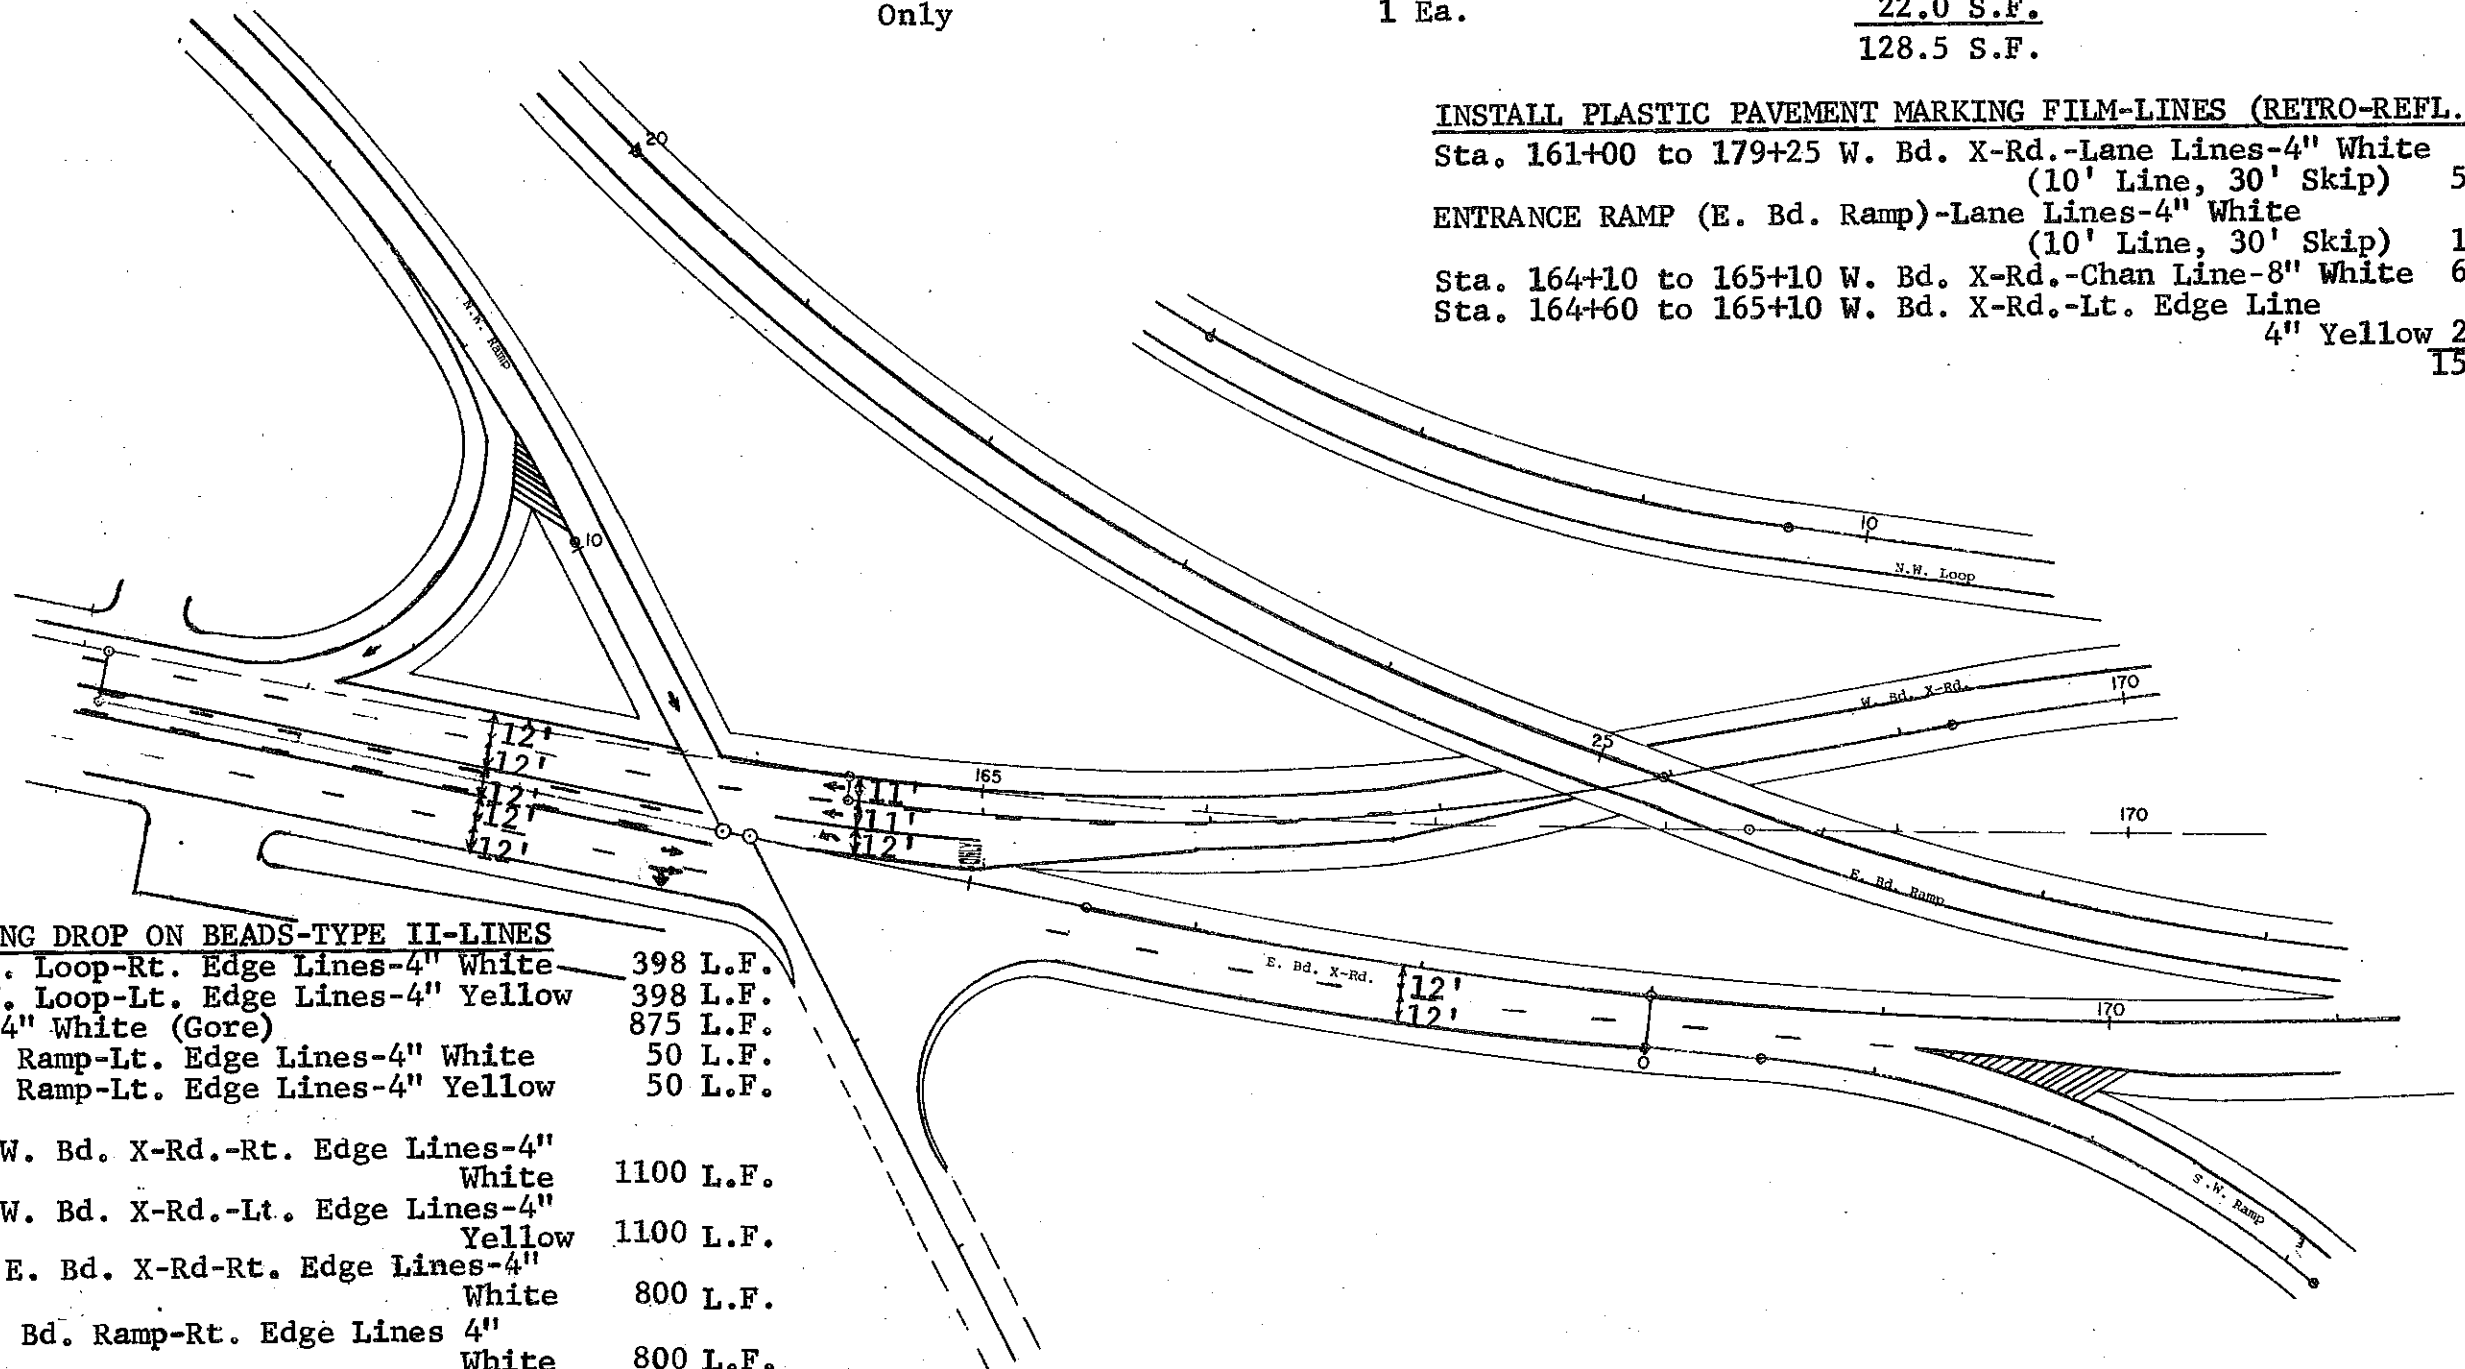 Only 1 Ea. 22.0 S.F.
128.5 S.F.
INSTALL PLASTIC PAVEMENT MARKING FILM-LINES (RETRO-REFL.
Sta. 161+00 to 179+25 W. Bd. X-Rd.-Lane Lines-4" White
(10' Line, 30' Skip) 5
ENTRANCE RAMP (E. Bd. Ramp)-Lane Lines-4" White
(10' Line, 30' Skip) 1
Sta. 164+10 to 165+10 W. Bd. X-Rd.-Chan Line-8" White 6
Sta. 164+60 to 165+10 W. Bd. X-Rd.-Lt. Edge Line
4" Yellow 2
15
20
N.W. Ramp
10
10
N.W. Loop
W. Bd. X-Rd.
170
25
170
12'
12'
12'
12'
12'
165
11'
11'
12'
ONLY
E. Bd. Ramp
E. Bd. X-Rd.
12'
12'
0
170
S.W. Ramp
NG DROP ON BEADS-TYPE II-LINES
. Loop-Rt. Edge Lines-4" White 398 L.F.
. Loop-Lt. Edge Lines-4" Yellow 398 L.F.
4" White (Gore) 875 L.F.
Ramp-Lt. Edge Lines-4" White 50 L.F.
Ramp-Lt. Edge Lines-4" Yellow 50 L.F.
W. Bd. X-Rd.-Rt. Edge Lines-4"
White 1100 L.F.
W. Bd. X-Rd.-Lt. Edge Lines-4"
Yellow 1100 L.F.
E. Bd. X-Rd-Rt. Edge Lines-4"
White 800 L.F.
Bd. Ramp-Rt. Edge Lines 4"
White 800 L.F.